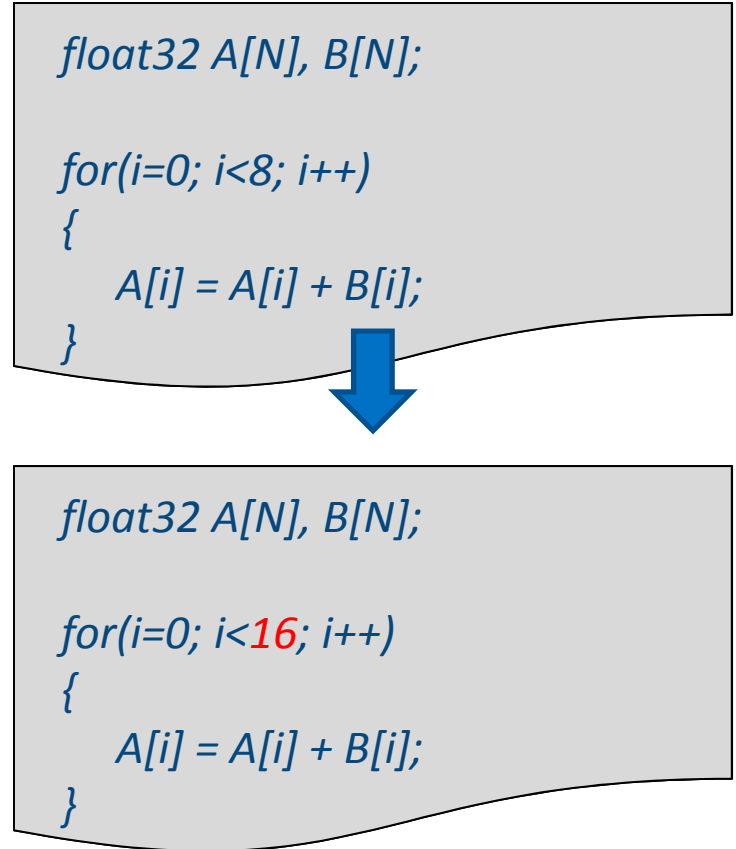 float32 A[N], B[N];
for(i=0; i<8; i++)
{
A[i] = A[i] + B[i];
}
float32 A[N], B[N];
for(i=0; i<16; i++)
{
A[i] = A[i] + B[i];
}